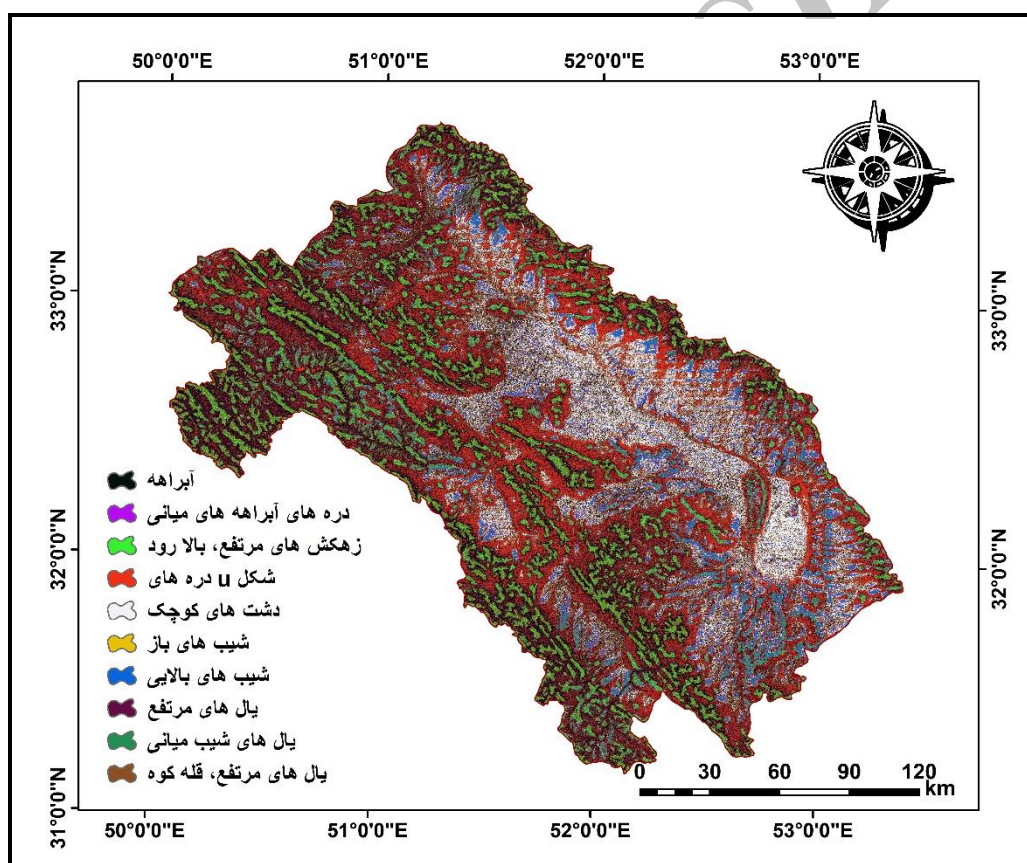 50°0'0"E 51°0'0"E 52°0'0"E 53°0'0"E
33°0'0"N
33°0'0"N
32°0'0"N
32°0'0"N
31°0'0"N
آبراهه
دره های آبراهه های میانی
زهکش های مرتفع، بالا رود
شکل u دره های
دشت های کوچک
شیب های باز
شیب های بالایی
یال های مرتفع
یال های شیب میانی
یال های مرتفع، قله کوه
0 30 60 90 120
km
50°0'0"E 51°0'0"E 52°0'0"E 53°0'0"E